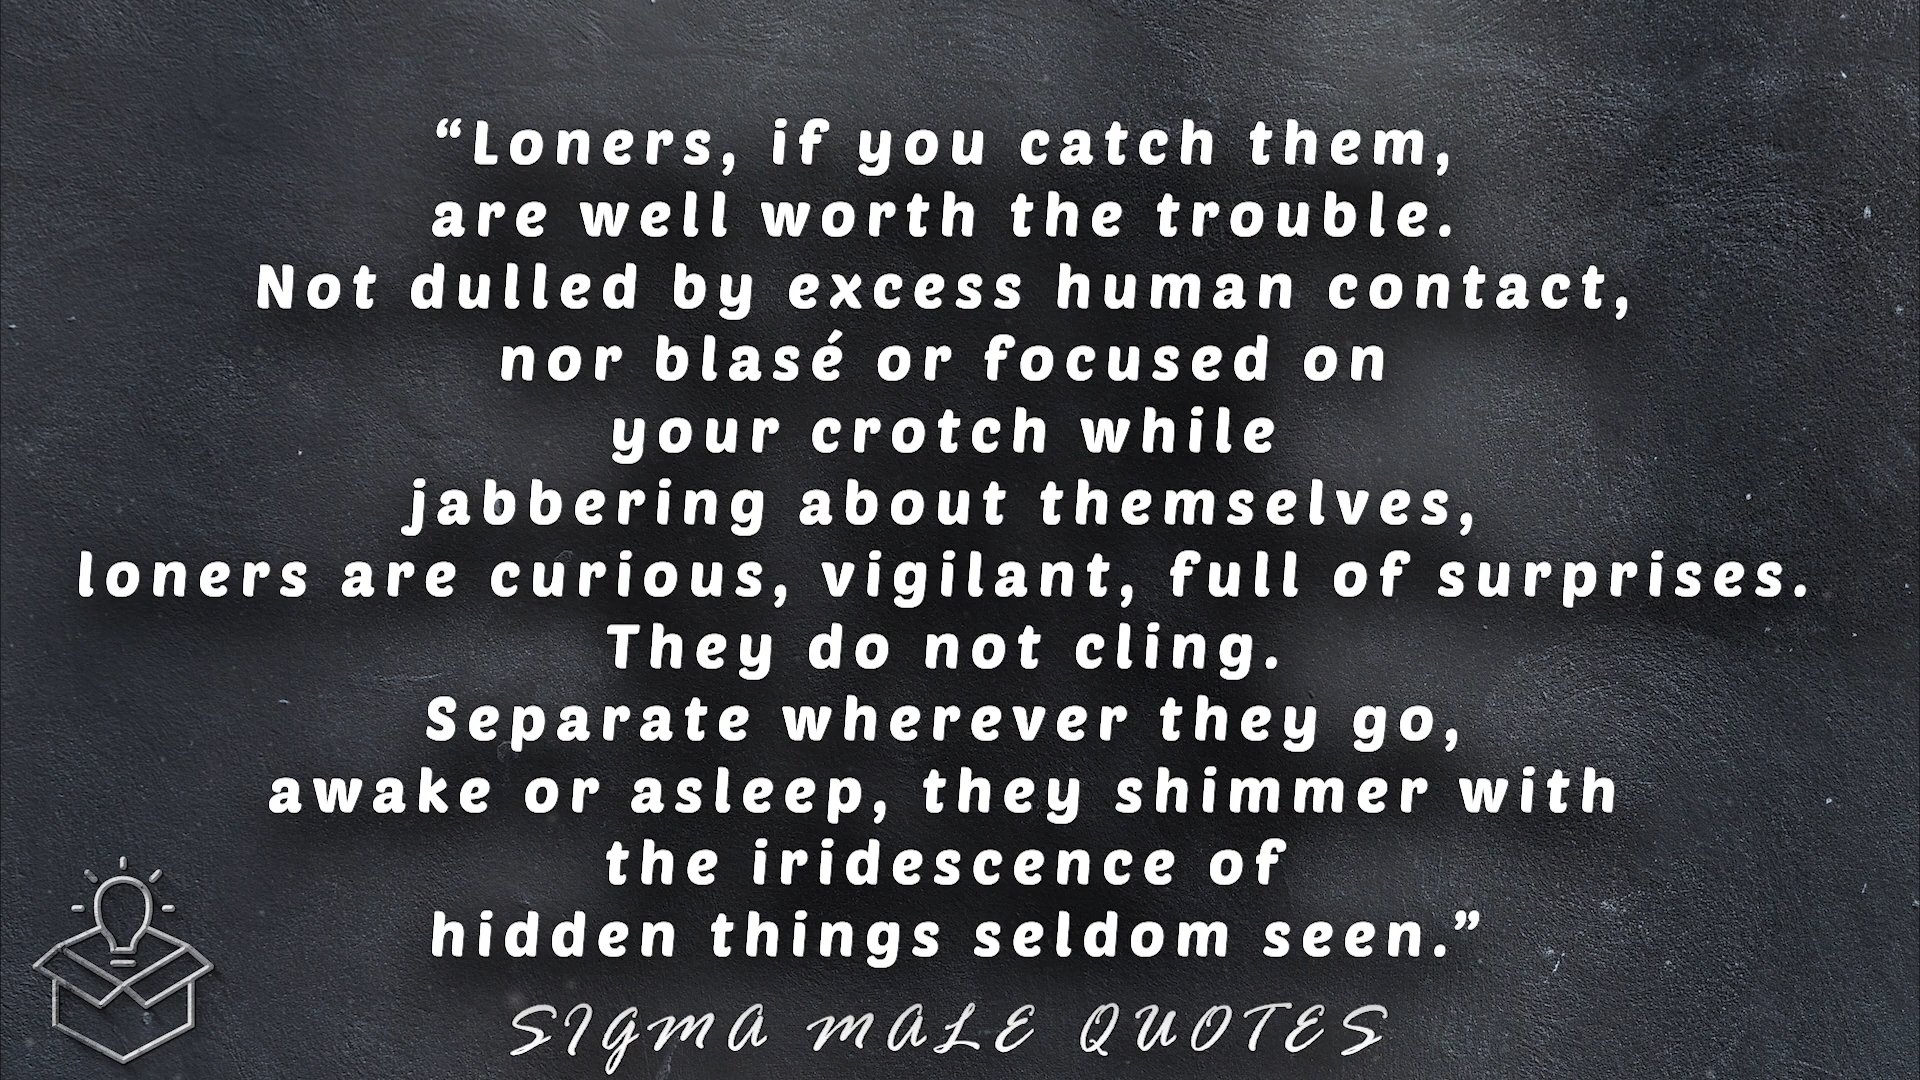 “Loners, if you catch them,
are well worth the trouble.
Not dulled by excess human contact,
nor blasé or focused on
your crotch while
jabbering about themselves,
loners are curious, vigilant, full of surprises.
They do not cling.
Separate wherever they go,
awake or asleep, they shimmer with
the iridescence of
hidden things seldom seen.”
SIGMA MALE QUOTES